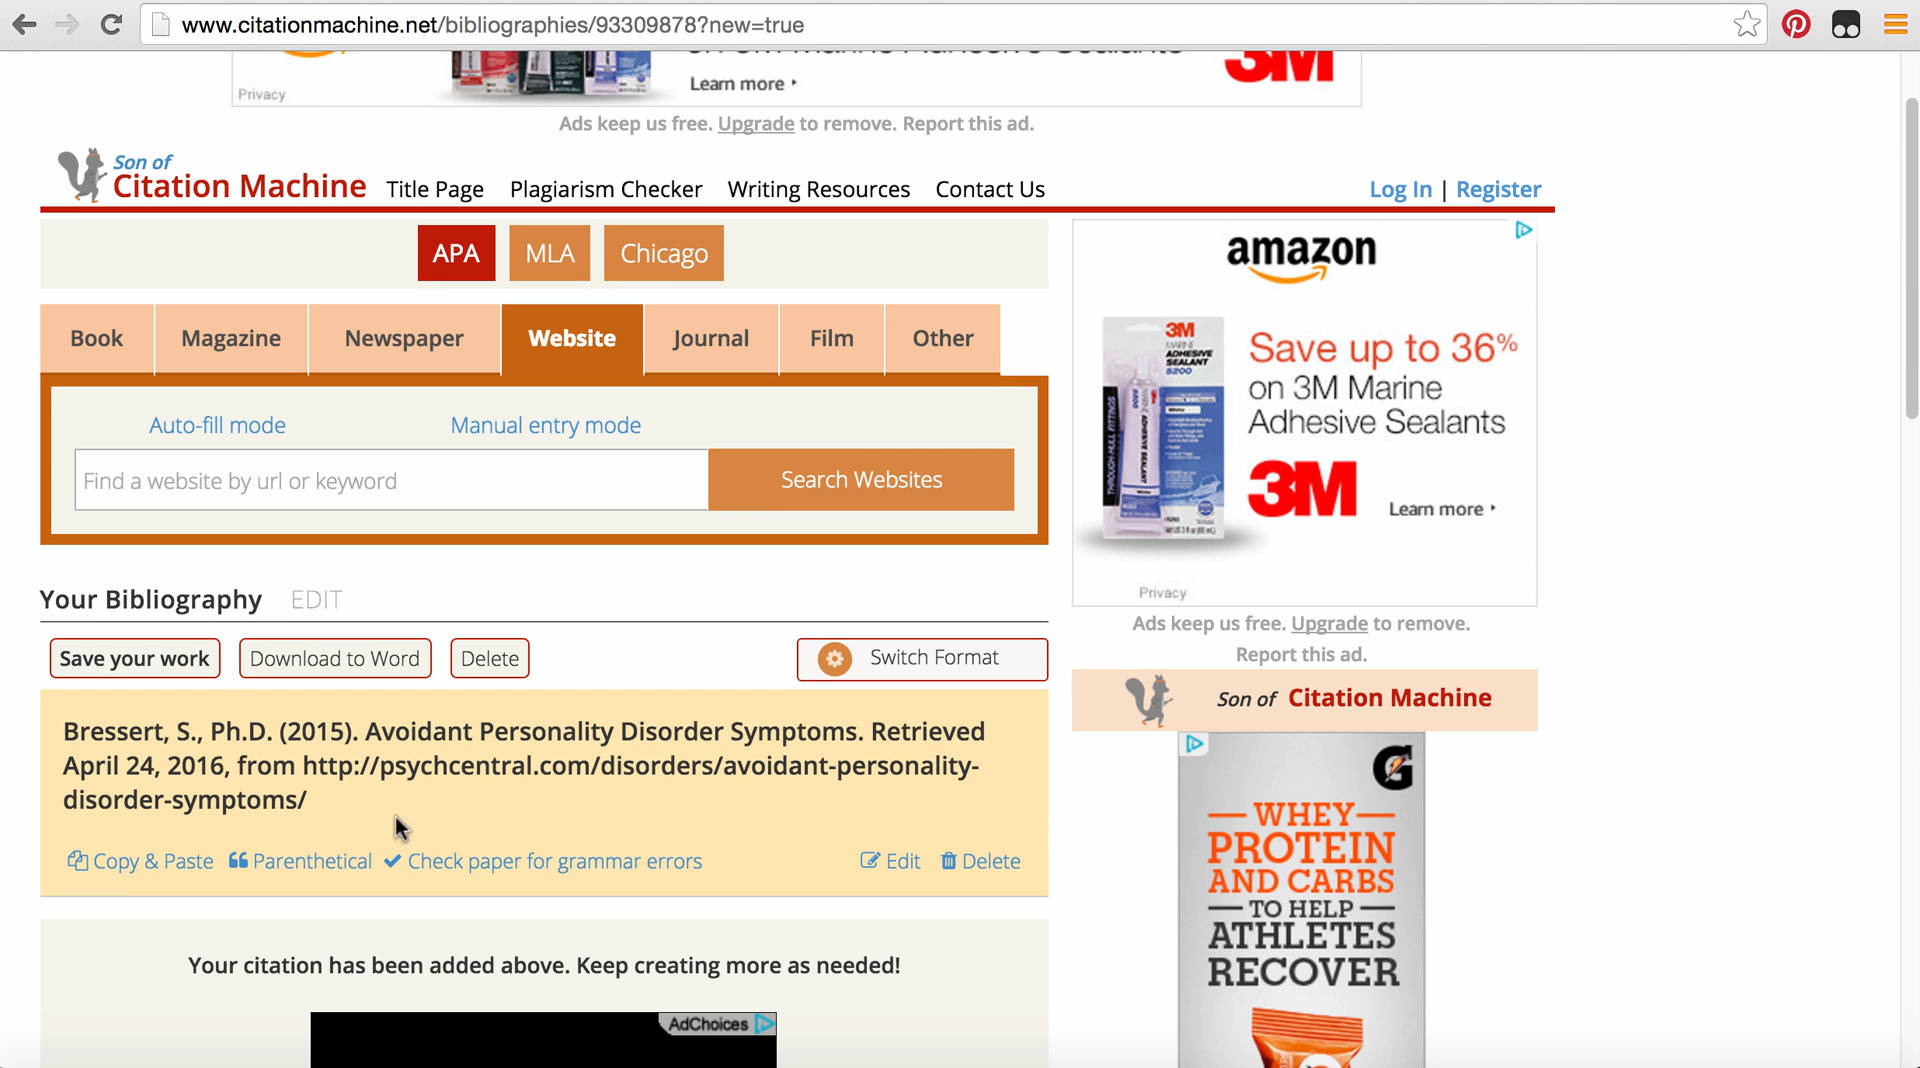 www.citationmachine.net/bibliographies/93309878?new=true
Learn more
3M
Privacy
Ads keep us free. Upgrade to remove. Report this ad.
Son of
Citation Machine
Title Page
Plagiarism Checker
Writing Resources
Contact Us
Log In | Register
APA
MLA
Chicago
Book
Magazine
Newspaper
Website
Journal
Film
Other
Auto-fill mode
Manual entry mode
Find a website by url or keyword
Search Websites
Your Bibliography
EDIT
Save your work
Download to Word
Delete
Switch Format
Bressert, S., Ph.D. (2015). Avoidant Personality Disorder Symptoms. Retrieved
April 24, 2016, from http://psychcentral.com/disorders/avoidant-personality-
disorder-symptoms/
Copy & Paste
Parenthetical
Check paper for grammar errors
Edit
Delete
Your citation has been added above. Keep creating more as needed!
AdChoices
amazon
3M
MARINE
ADHESIVE
SEALANT
5200
Save up to 36%
on 3M Marine
Adhesive Sealants
3M
Learn more
Privacy
Ads keep us free. Upgrade to remove.
Report this ad.
Son of Citation Machine
G
WHEY
PROTEIN
AND CARBS
TO HELP
ATHLETES
RECOVER